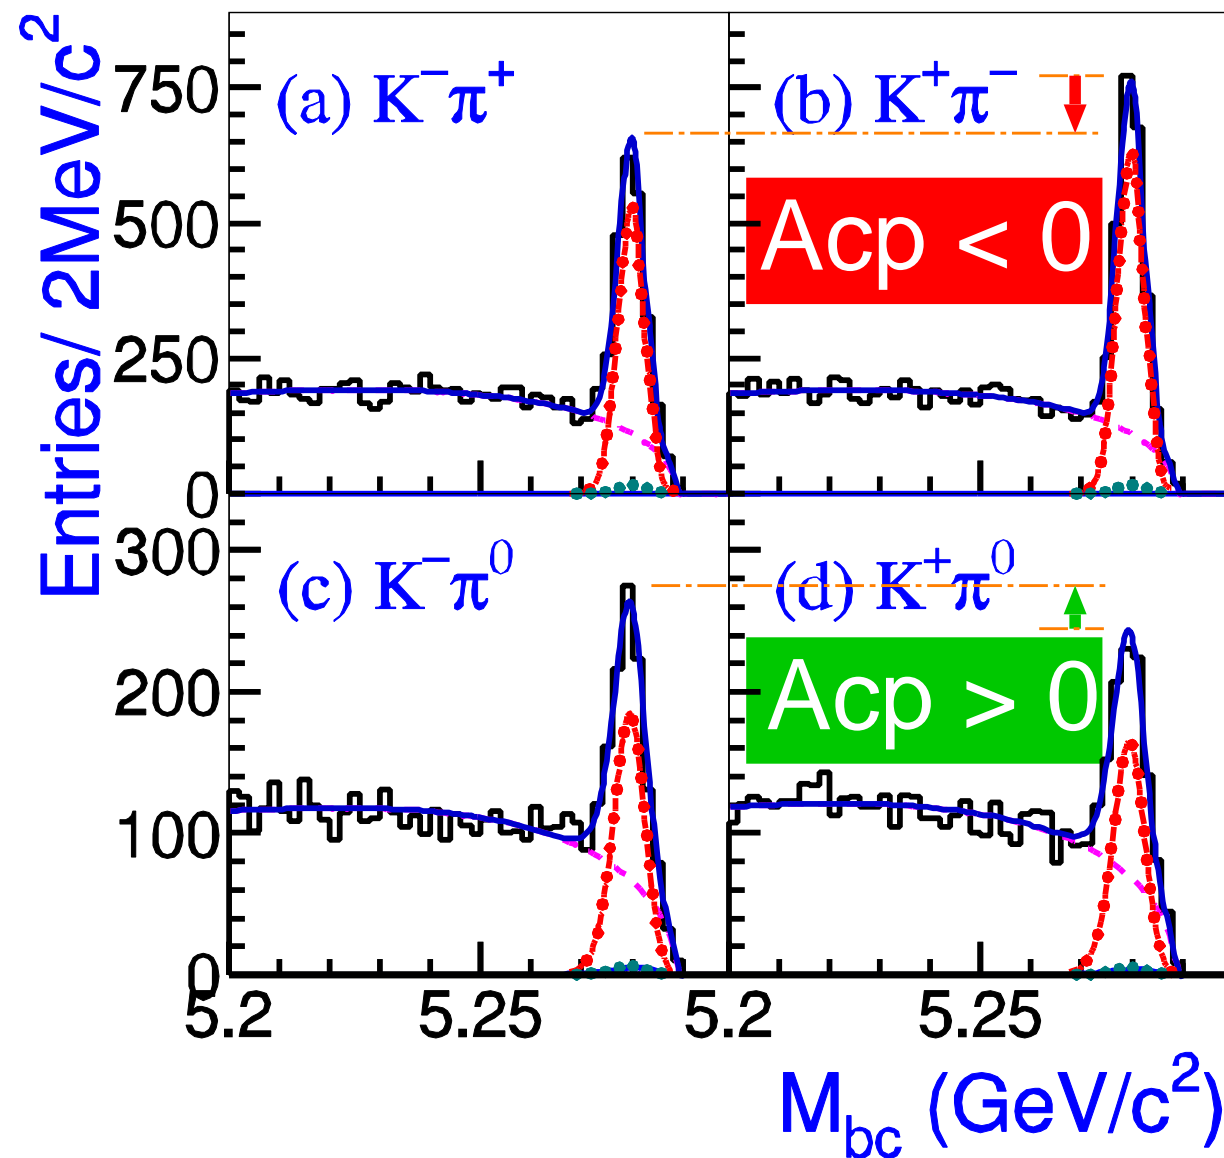 Entries/ 2MeV/c²
750
500
250
0
(a) K⁻π⁺
(b) K⁺π⁻
Acp < 0
300
200
100
0
(c) K⁻π⁰
(d) K⁺π⁰
Acp > 0
5.2 5.25 5.2 5.25
M_bc (GeV/c²)